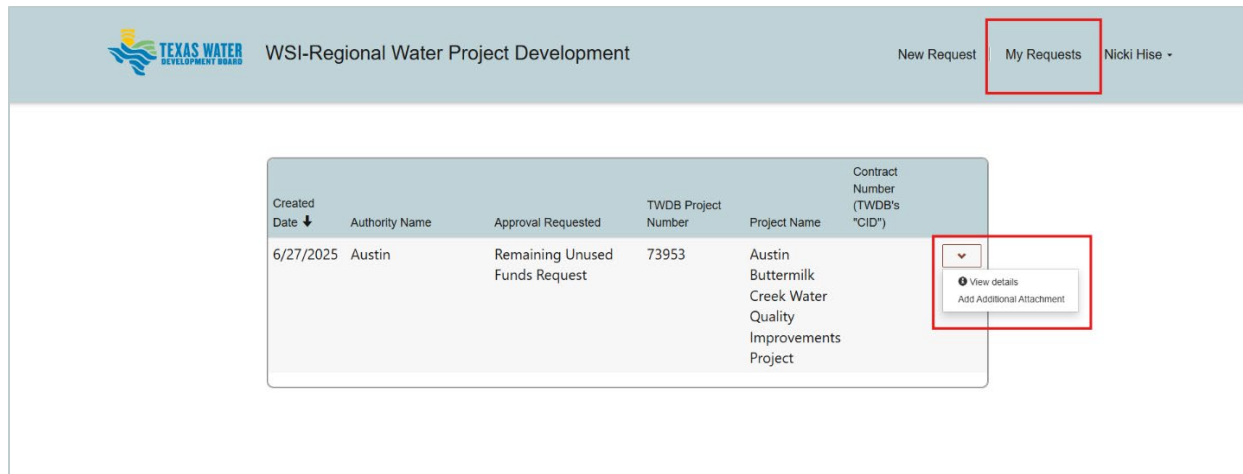 TEXAS WATER
DEVELOPMENT BOARD
WSI-Regional Water Project Development
New Request
My Requests
Nicki Hise
Created
Date
Authority Name
Approval Requested
TWDB Project
Number
Project Name
Contract
Number
(TWDB's
"CID")
6/27/2025
Austin
Remaining Unused
Funds Request
73953
Austin
Buttermilk
Creek Water
Quality
Improvements
Project
View details
Add Additional Attachment